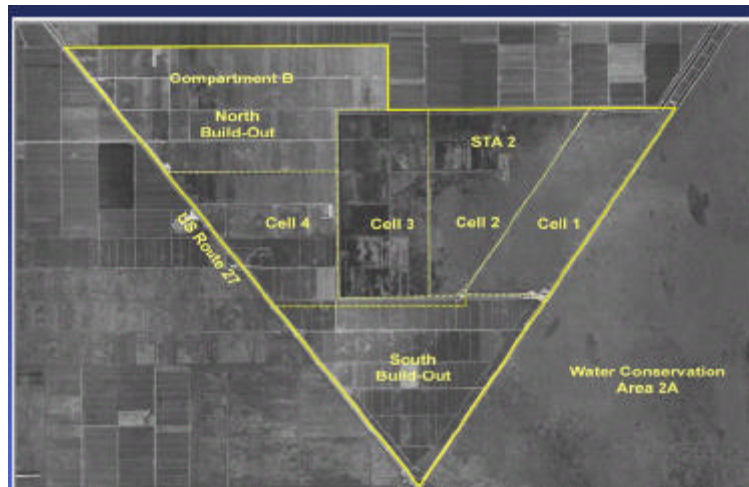 Compartment B
North
Build-Out
STA 2
Cell 4
Cell 3
Cell 2
Cell 1
US Route 27
South
Build-Out
Water Conservation
Area 2A